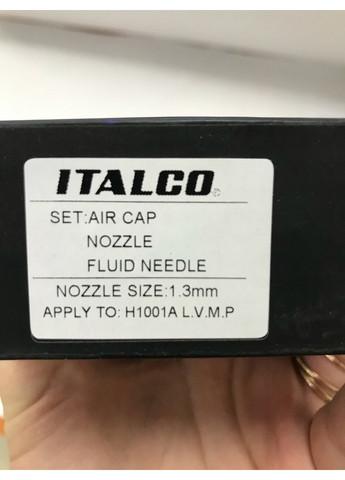 ITALCO®
SET:AIR CAP
NOZZLE
FLUID NEEDLE
NOZZLE SIZE:1.3mm
APPLY TO: H1001A L.V.M.P